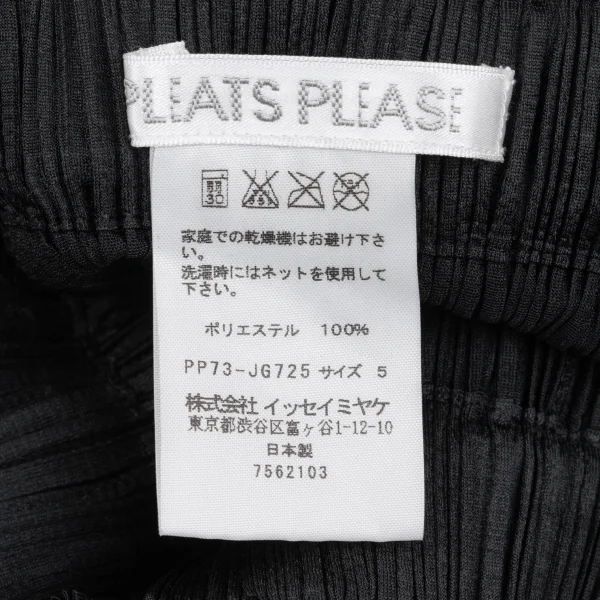 PLEATS PLEASE
弱
30
家庭での乾燥機はお避け下さ
い。
洗濯時にはネットを使用して
下さい。
ポリエステル 100%
PP73-JG725 サイズ 5
株式会社 イッセイミヤケ
東京都渋谷区富ヶ谷1-12-10
日本製
7562103